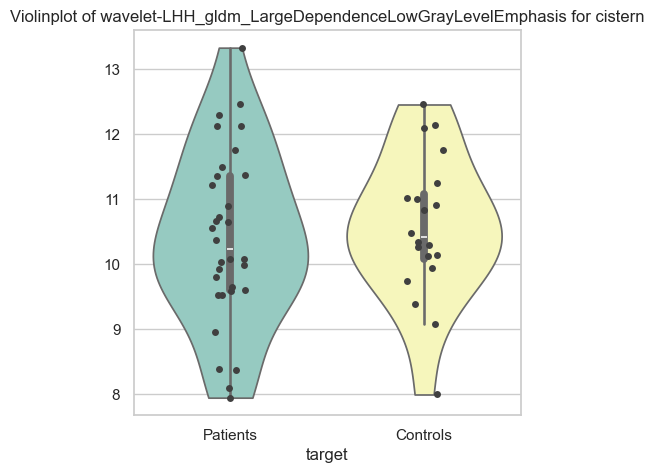 Violinplot of wavelet-LHH_gldm_LargeDependenceLowGrayLevelEmphasis for cistern
13
12
11
10
9
8
Patients
Controls
target